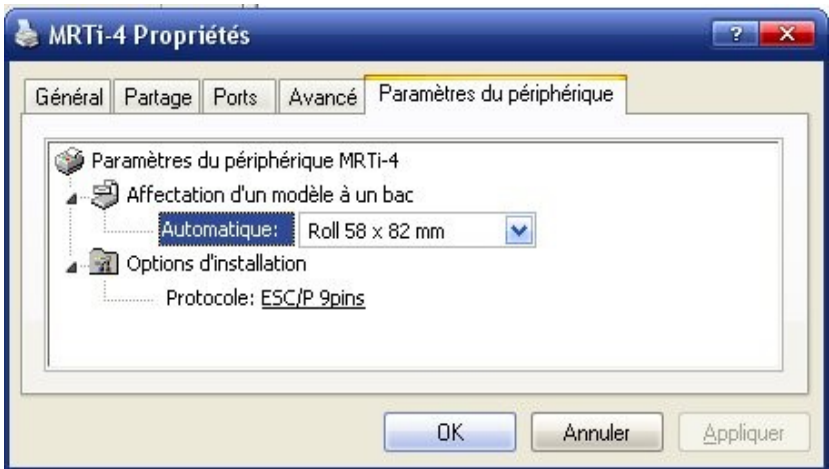 MRTi-4 Propriétés
Général Partage Ports Avancé Paramètres du périphérique
Paramètres du périphérique MRTi-4
Affectation d'un modèle à un bac
Automatique: Roll 58 x 82 mm
Options d'installation
Protocole: ESC/P 9pins
OK Annuler Appliquer